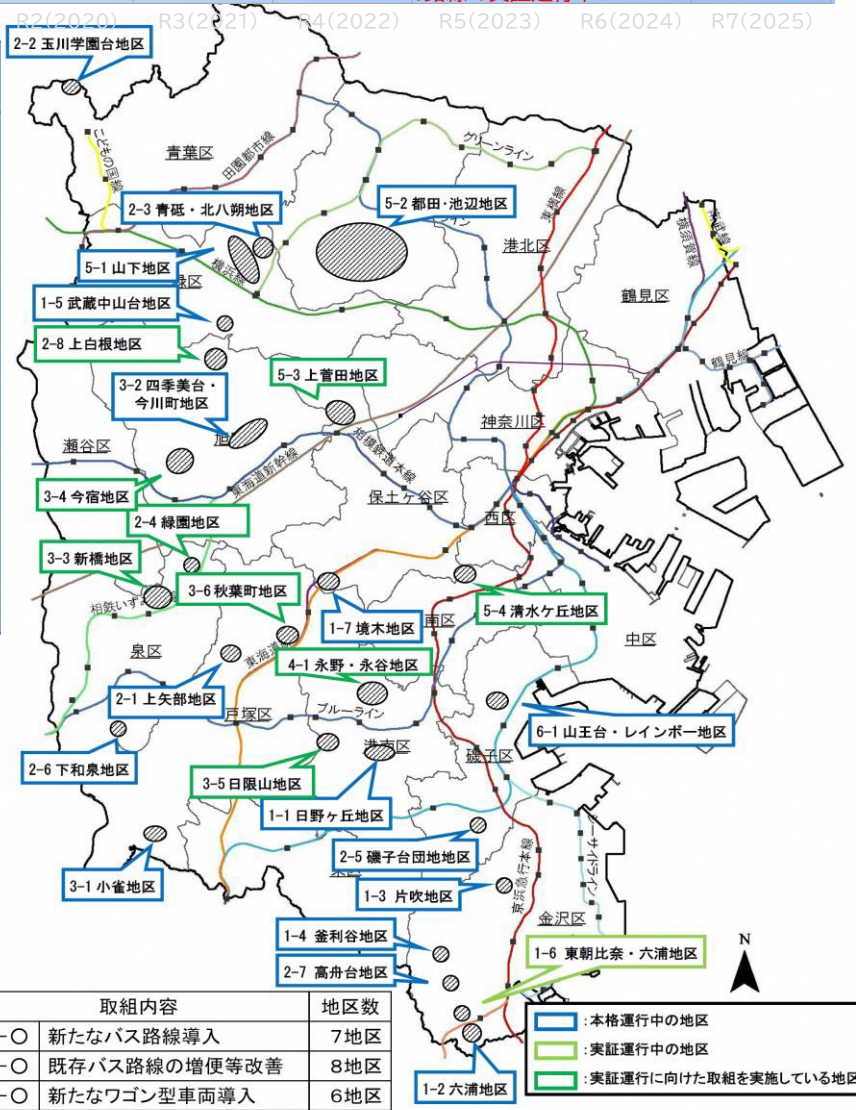 R2(2020) R3(2021) R4(2022) R5(2023) R6(2024) R7(2025)
2-2 玉川学園台地区
青葉区
こどもの国線
田園都市線
グリーンライン
2-3 青砥・北八朔地区
5-2 都田・池辺地区
東横線
港北区
横須賀線
5-1 山下地区
横浜線
鶴見区
1-5 武蔵中山台地区
2-8 上白根地区
鶴見線
5-3 上菅田地区
3-2 四季美台・
今川町地区
神奈川区
瀬谷区
東海道新幹線
相模鉄道本線
保土ケ谷区
3-4 今宿地区
西区
2-4 緑園地区
3-3 新橋地区
3-6 秋葉町地区
1-7 境木地区
南区
5-4 清水ケ丘地区
中区
泉区
4-1 永野・永谷地区
2-1 上矢部地区
戸塚区
ブルーライン
6-1 山王台・レインボー地区
2-6 下和泉地区
3-5 日限山地区
港南区
磯子区
1-1 日野ヶ丘地区
3-1 小雀地区
2-5 磯子台団地地区
シーサイドライン
1-3 片吹地区
京浜急行本線
金沢区
1-4 釜利谷地区
1-6 東朝比奈・六浦地区
2-7 高舟台地区
N
1-2 六浦地区
取組内容 地区数
-○ 新たなバス路線導入 7地区
-○ 既存バス路線の増便等改善 8地区
-○ 新たなワゴン型車両導入 6地区
:本格運行中の地区
:実証運行中の地区
:実証運行に向けた取組を実施している地区